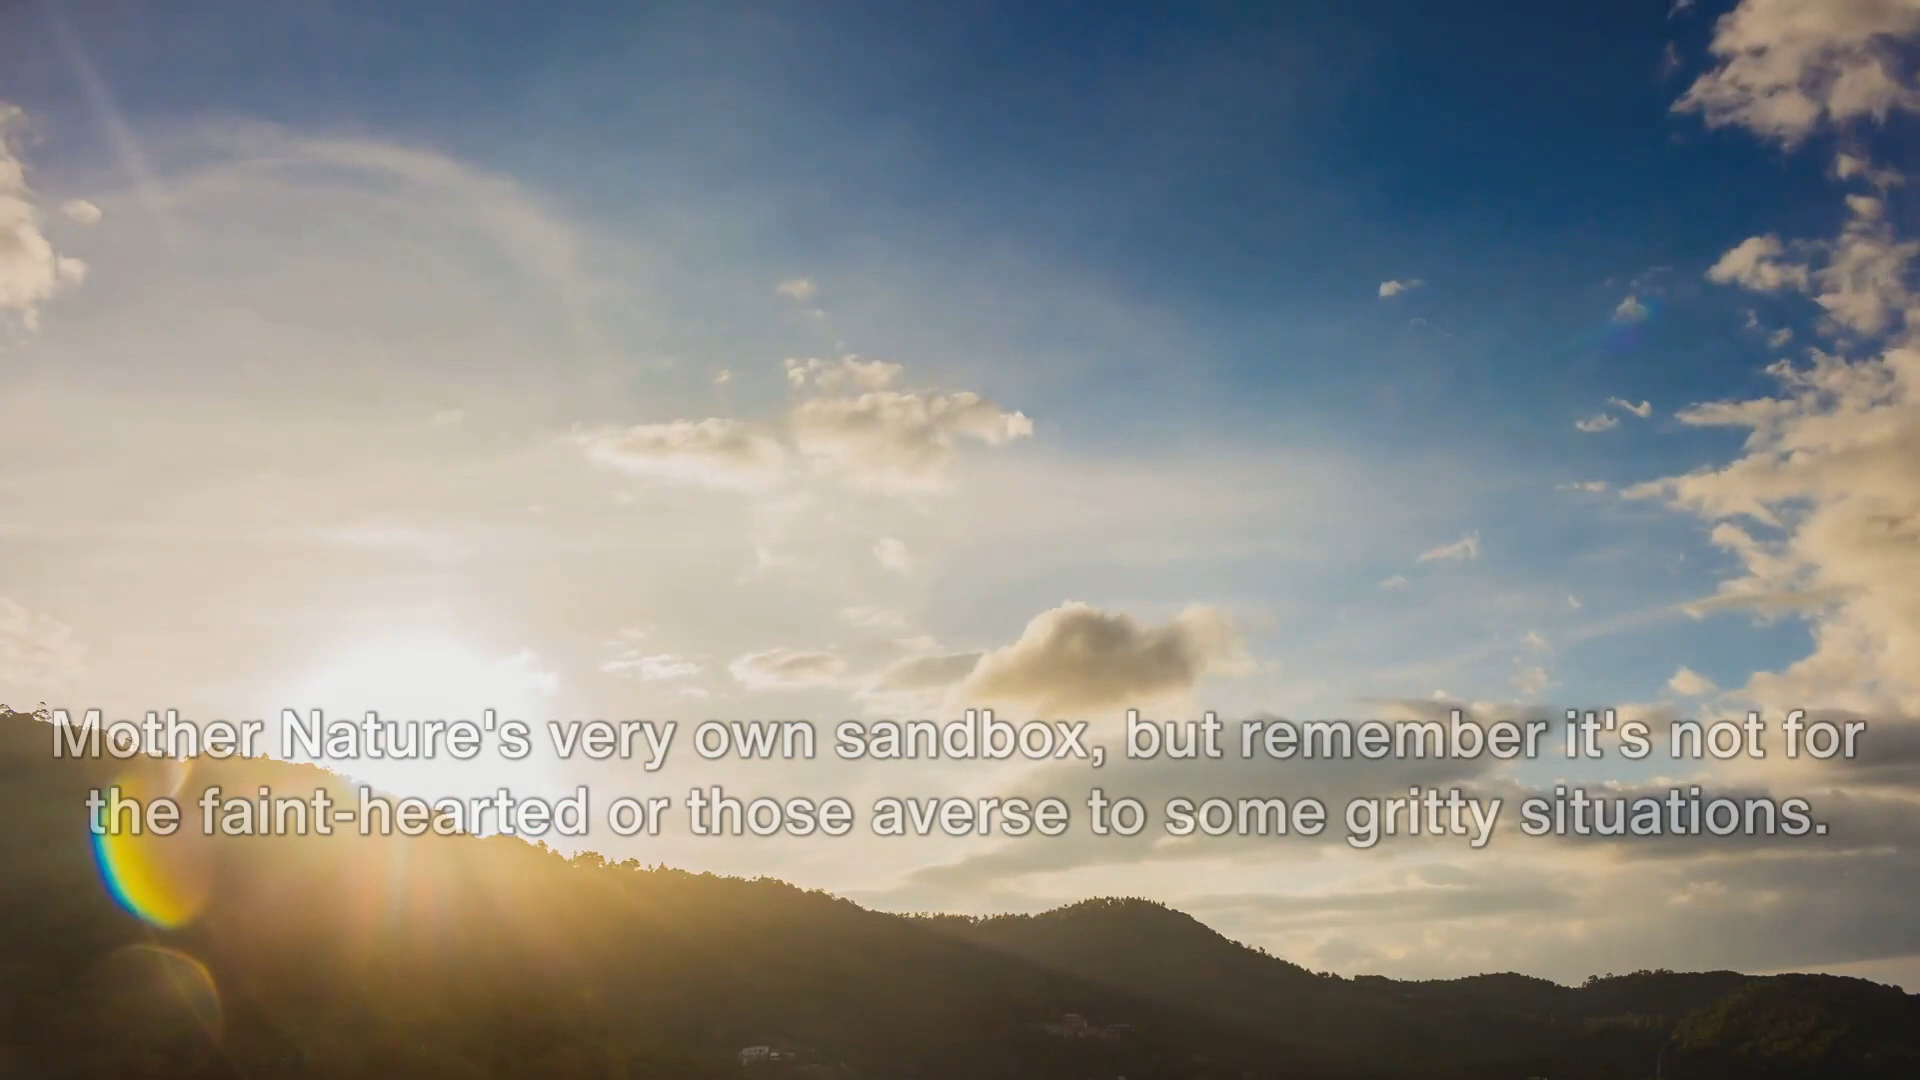 Mother Nature's very own sandbox, but remember it's not for
the faint-hearted or those averse to some gritty situations.